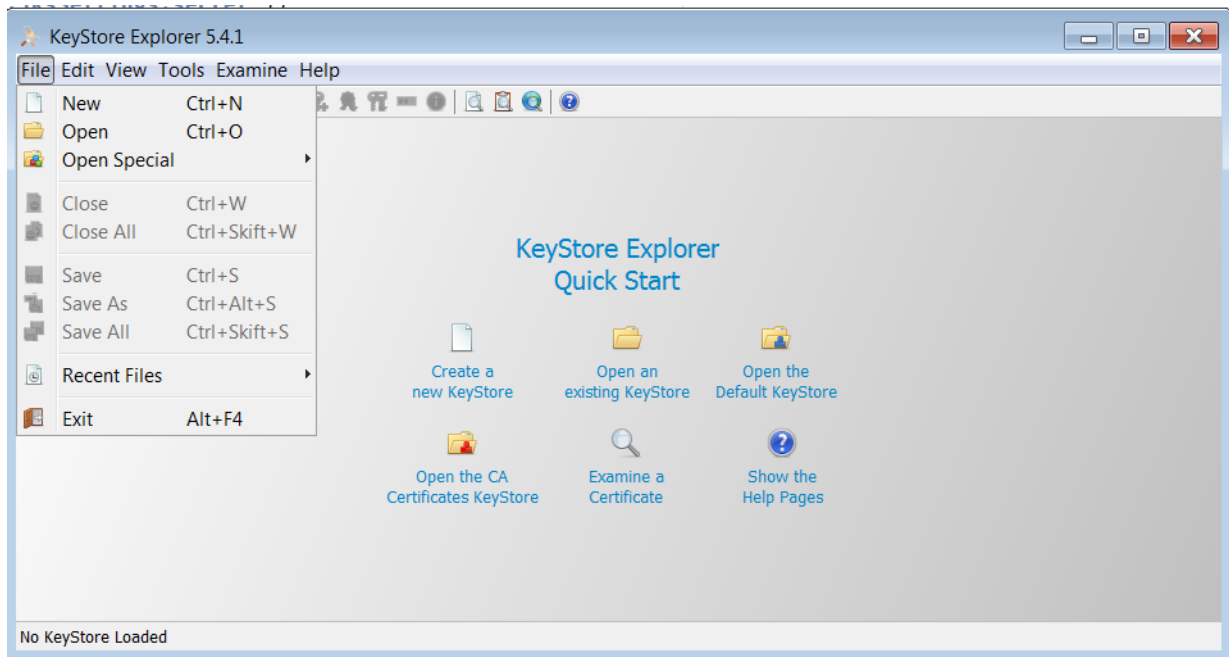 KeyStore Explorer 5.4.1
File Edit View Tools Examine Help
New Ctrl+N
Open Ctrl+O
Open Special
Close Ctrl+W
Close All Ctrl+Skift+W
Save Ctrl+S
Save As Ctrl+Alt+S
Save All Ctrl+Skift+S
Recent Files
Exit Alt+F4
KeyStore Explorer
Quick Start
Create a
new KeyStore
Open an
existing KeyStore
Open the
Default KeyStore
Open the CA
Certificates KeyStore
Examine a
Certificate
Show the
Help Pages
No KeyStore Loaded